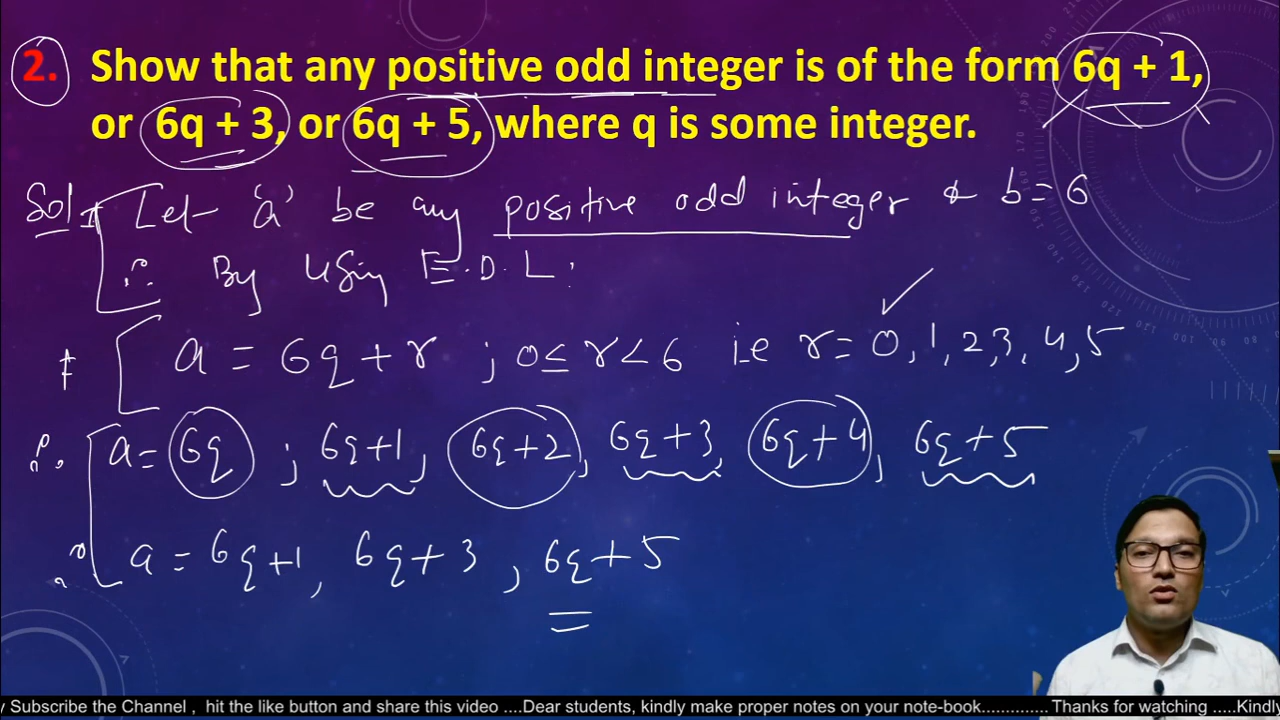 2. Show that any positive odd integer is of the form 6q + 1,
or 6q + 3, or 6q + 5, where q is some integer.
Sol Let 'a' be any positive odd integer & b = 6
∴ By using E.D.L:
a = 6q + r ; 0 ≤ r < 6 i.e r = 0, 1, 2, 3, 4, 5
∴ a = 6q ; 6q+1, 6q+2, 6q+3, 6q+4, 6q+5
∴ a = 6q+1, 6q+3, 6q+5
Subscribe the Channel , hit the like button and share this video ....Dear students, kindly make proper notes on your note-book.............. Thanks for watching .....Kindly